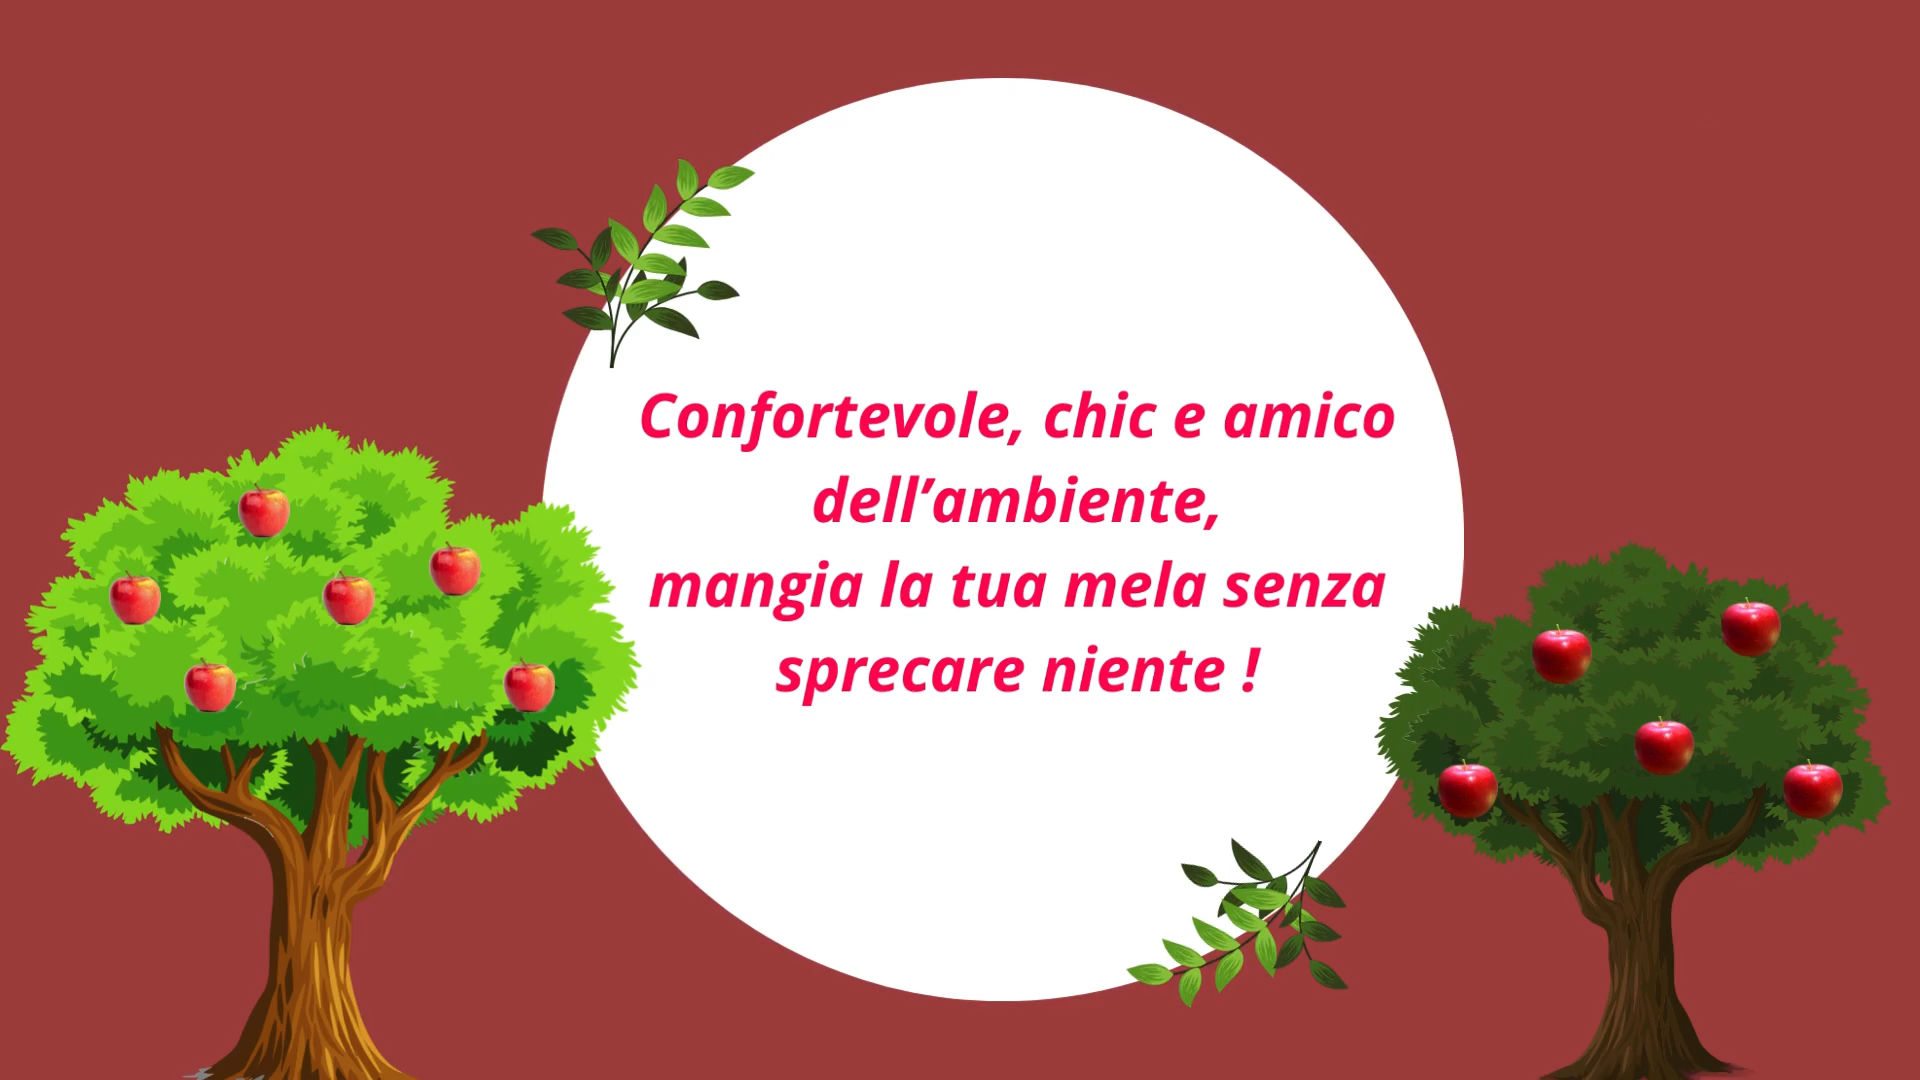 Confortevole, chic e amico
dell’ambiente,
mangia la tua mela senza
sprecare niente !